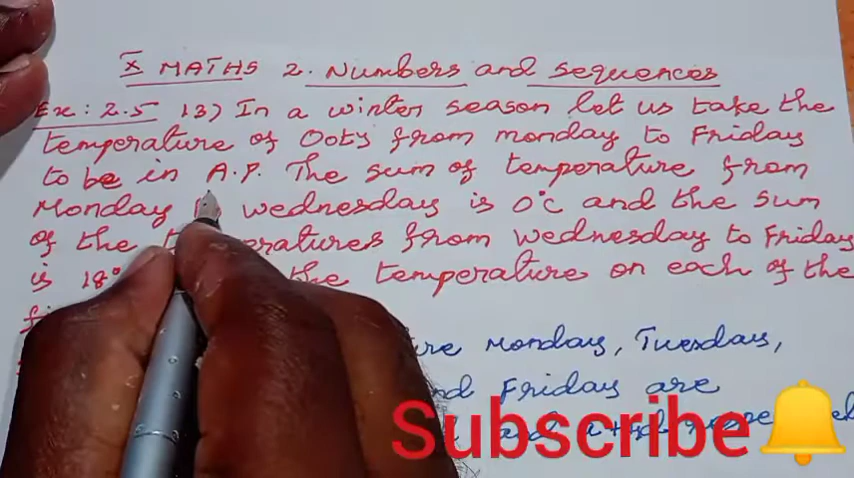 X MATHS 2. Numbers and sequences
Ex: 2.5 13) In a winter season let us take the
temperature of Ooty from monday to Friday
to be in A.P. The sum of temperature from
Monday wednesday is 0°c and the sum
of the temperatures from wednesday to Friday
is 18° the temperature on each of the
Monday, Tuesday,
Friday are
Subscribe